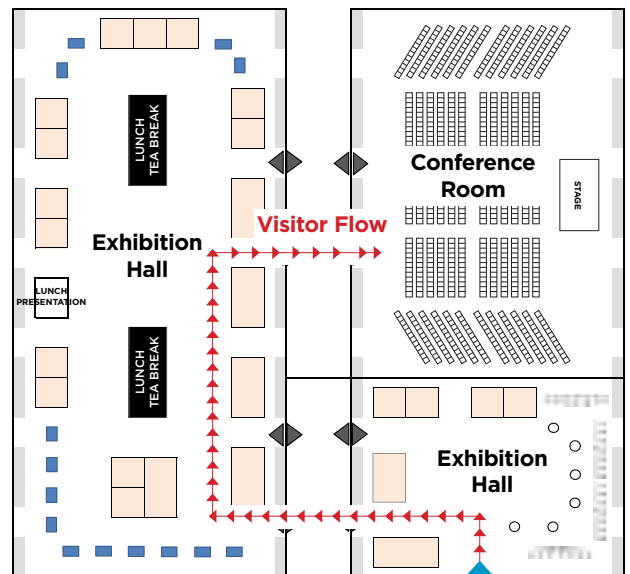 LUNCH
TEA BREAK
Conference
Room
STAGE
Visitor Flow
Exhibition
Hall
LUNCH
PRESENTATION
LUNCH
TEA BREAK
Exhibition
Hall